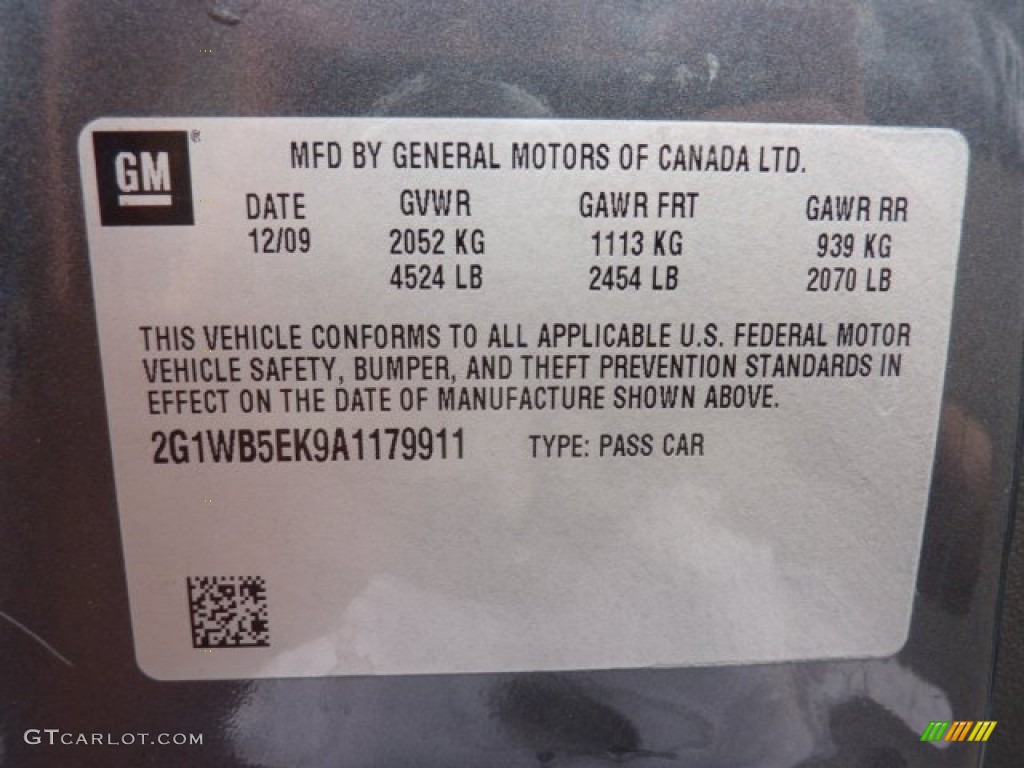 GM ®
MFD BY GENERAL MOTORS OF CANADA LTD.
DATE GVWR GAWR FRT GAWR RR
12/09 2052 KG 1113 KG 939 KG
4524 LB 2454 LB 2070 LB
THIS VEHICLE CONFORMS TO ALL APPLICABLE U.S. FEDERAL MOTOR
VEHICLE SAFETY, BUMPER, AND THEFT PREVENTION STANDARDS IN
EFFECT ON THE DATE OF MANUFACTURE SHOWN ABOVE.
2G1WB5EK9A1179911 TYPE: PASS CAR
GTCARLOT.COM